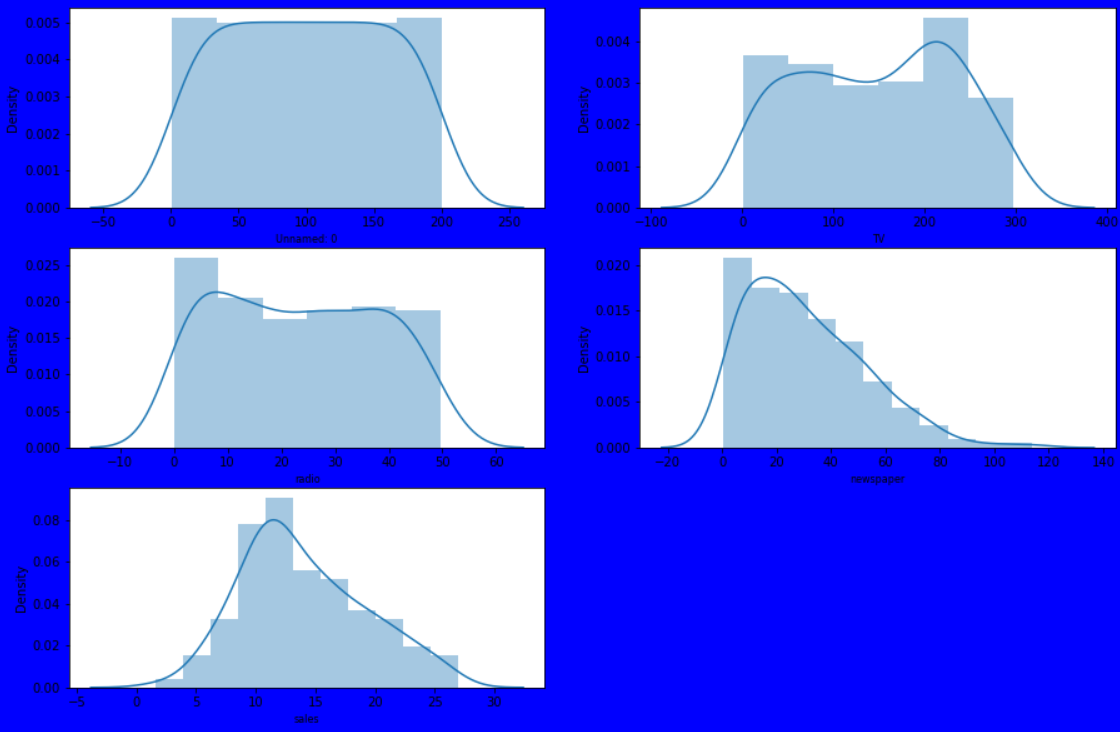 0.005
0.004
0.003
0.002
0.001
0.000
Density
−50 0 50 100 150 200 250
Unnamed: 0
0.004
0.003
0.002
0.001
0.000
Density
−100 0 100 200 300 400
TV
0.025
0.020
0.015
0.010
0.005
0.000
Density
−10 0 10 20 30 40 50 60
radio
0.020
0.015
0.010
0.005
0.000
Density
−20 0 20 40 60 80 100 120 140
newspaper
0.08
0.06
0.04
0.02
0.00
Density
−5 0 5 10 15 20 25 30
sales